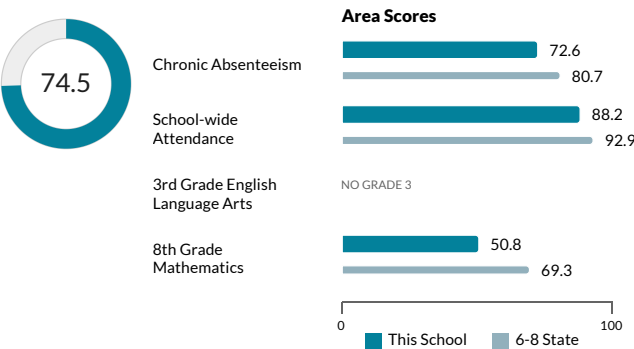 Area Scores
74.5
Chronic Absenteeism
72.6
80.7
School-wide
Attendance
88.2
92.9
3rd Grade English
Language Arts
NO GRADE 3
8th Grade
Mathematics
50.8
69.3
0
100
This School
6-8 State